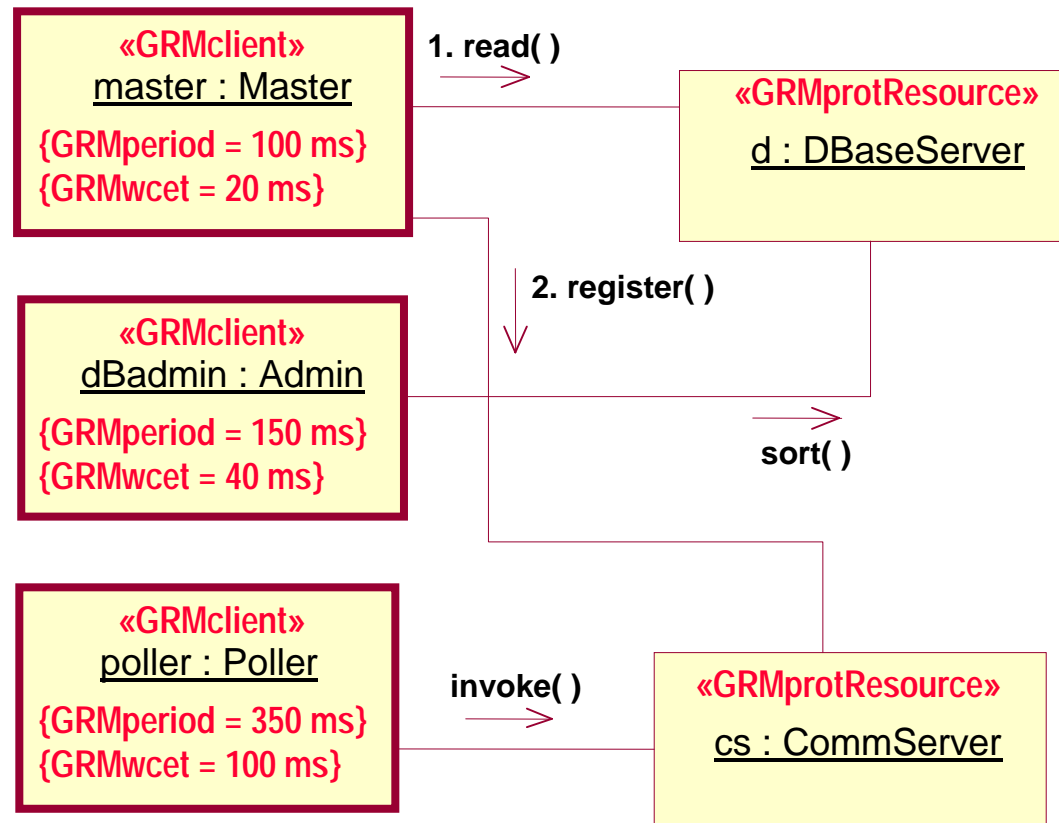 «GRMclient»
master : Master
{GRMperiod = 100 ms}
{GRMwcet = 20 ms}
1. read( )
«GRMprotResource»
d : DBaseServer
2. register( )
«GRMclient»
dBadmin : Admin
{GRMperiod = 150 ms}
{GRMwcet = 40 ms}
sort( )
«GRMclient»
poller : Poller
{GRMperiod = 350 ms}
{GRMwcet = 100 ms}
invoke( )
«GRMprotResource»
cs : CommServer